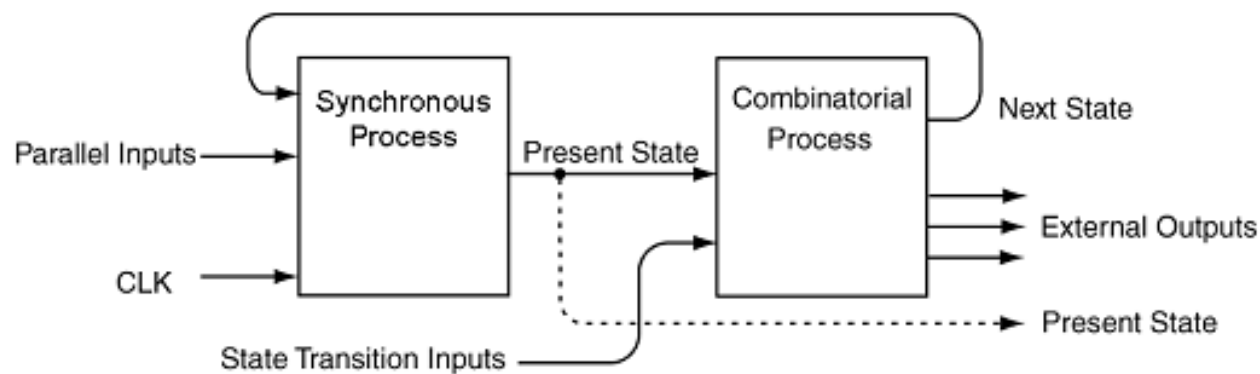 Synchronous
Process
Combinatorial
Process
Next State
Parallel Inputs
Present State
External Outputs
CLK
Present State
State Transition Inputs